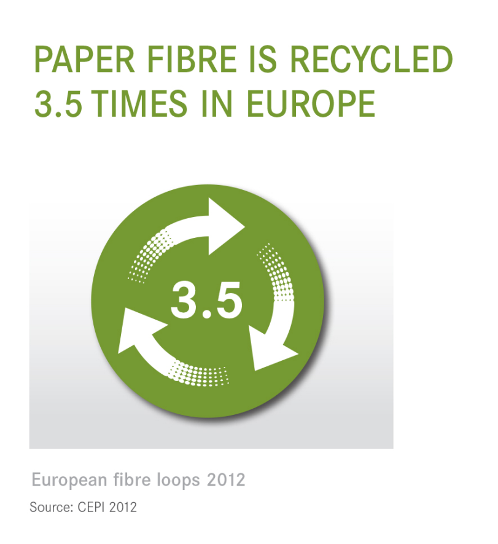 PAPER FIBRE IS RECYCLED
3.5 TIMES IN EUROPE
3.5
European fibre loops 2012
Source: CEPI 2012